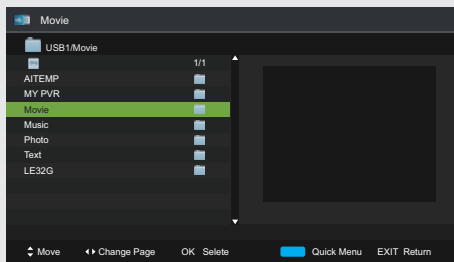 Movie
USB1/Movie
1/1
AITEMP
MY PVR
Movie
Music
Photo
Text
LE32G
Move Change Page OK Selete Quick Menu EXIT Return